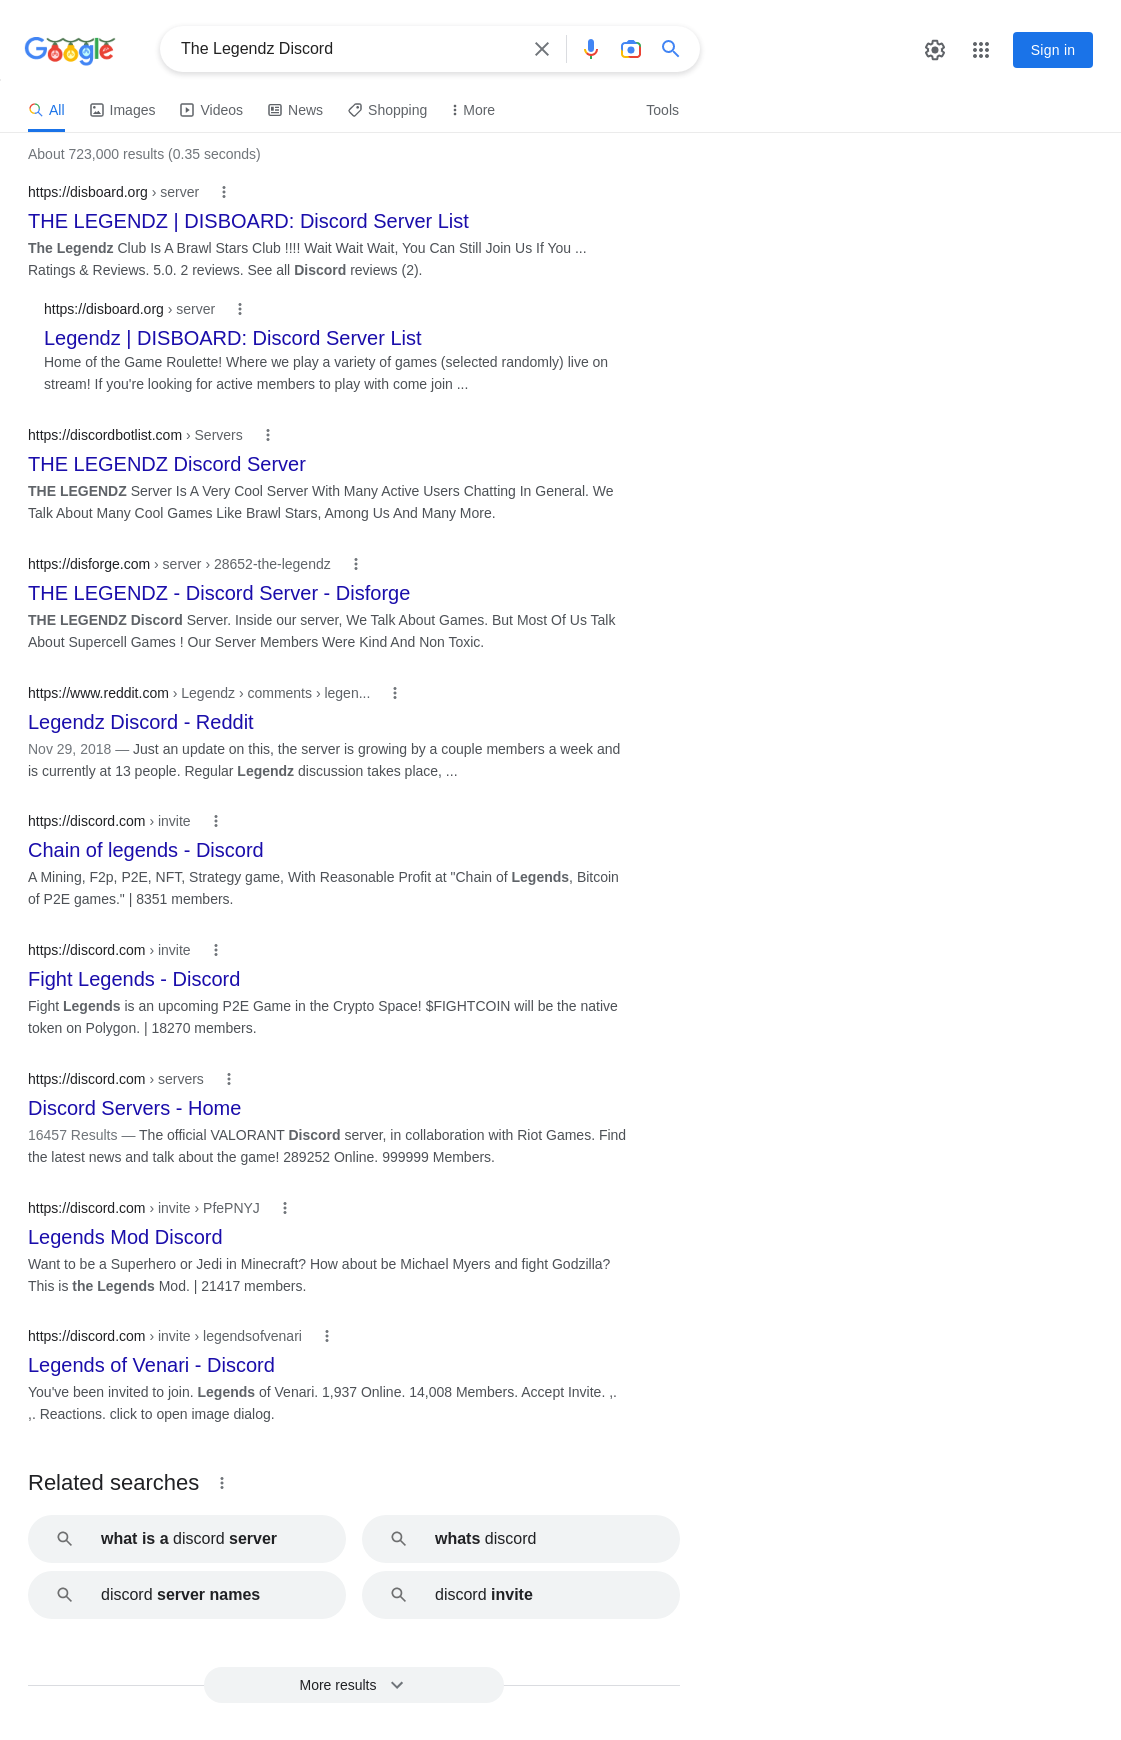 Google
The Legendz Discord
Sign in
All
Images
Videos
News
Shopping
More
Tools
About 723,000 results (0.35 seconds)
https://disboard.org › server
THE LEGENDZ | DISBOARD: Discord Server List
The Legendz Club Is A Brawl Stars Club !!!! Wait Wait Wait, You Can Still Join Us If You ...
Ratings & Reviews. 5.0. 2 reviews. See all Discord reviews (2).
https://disboard.org › server
Legendz | DISBOARD: Discord Server List
Home of the Game Roulette! Where we play a variety of games (selected randomly) live on
stream! If you're looking for active members to play with come join ...
https://discordbotlist.com › Servers
THE LEGENDZ Discord Server
THE LEGENDZ Server Is A Very Cool Server With Many Active Users Chatting In General. We
Talk About Many Cool Games Like Brawl Stars, Among Us And Many More.
https://disforge.com › server › 28652-the-legendz
THE LEGENDZ - Discord Server - Disforge
THE LEGENDZ Discord Server. Inside our server, We Talk About Games. But Most Of Us Talk
About Supercell Games ! Our Server Members Were Kind And Non Toxic.
https://www.reddit.com › Legendz › comments › legen...
Legendz Discord - Reddit
Nov 29, 2018 — Just an update on this, the server is growing by a couple members a week and
is currently at 13 people. Regular Legendz discussion takes place, ...
https://discord.com › invite
Chain of legends - Discord
A Mining, F2p, P2E, NFT, Strategy game, With Reasonable Profit at "Chain of Legends, Bitcoin
of P2E games." | 8351 members.
https://discord.com › invite
Fight Legends - Discord
Fight Legends is an upcoming P2E Game in the Crypto Space! $FIGHTCOIN will be the native
token on Polygon. | 18270 members.
https://discord.com › servers
Discord Servers - Home
16457 Results — The official VALORANT Discord server, in collaboration with Riot Games. Find
the latest news and talk about the game! 289252 Online. 999999 Members.
https://discord.com › invite › PfePNYJ
Legends Mod Discord
Want to be a Superhero or Jedi in Minecraft? How about be Michael Myers and fight Godzilla?
This is the Legends Mod. | 21417 members.
https://discord.com › invite › legendsofvenari
Legends of Venari - Discord
You've been invited to join. Legends of Venari. 1,937 Online. 14,008 Members. Accept Invite. ,.
,. Reactions. click to open image dialog.
Related searches
what is a discord server
whats discord
discord server names
discord invite
More results